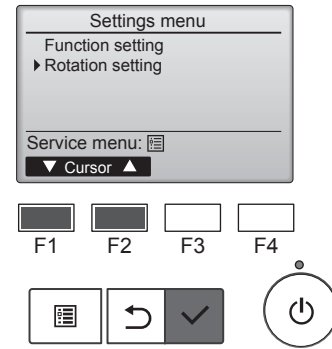 Settings menu
Function setting
Rotation setting
Service menu:
▼ Cursor ▲
F1 F2 F3 F4